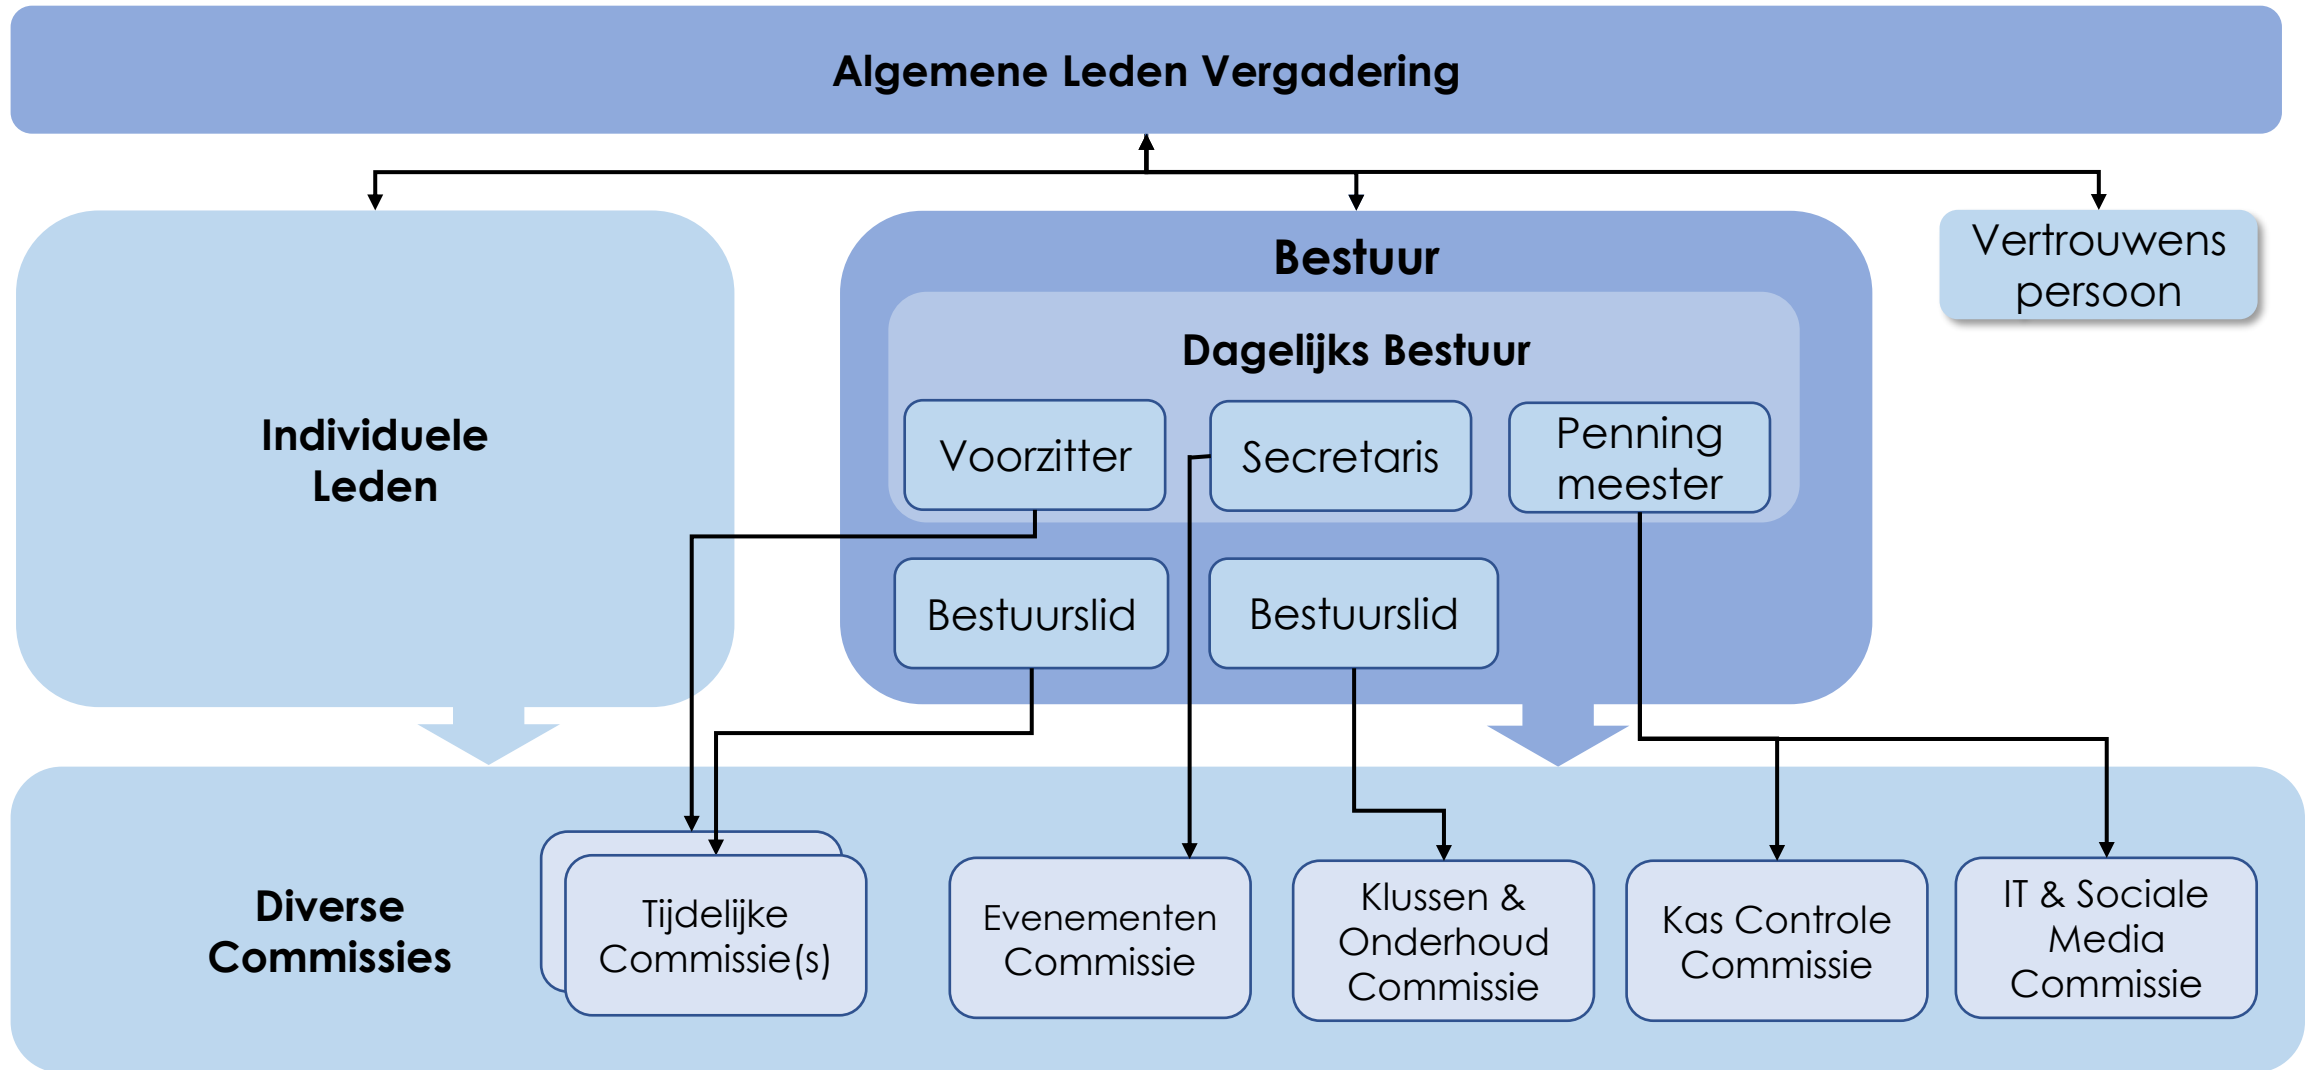 Algemene Leden Vergadering
Individuele
Leden
Bestuur
Dagelijks Bestuur
Voorzitter
Secretaris
Penning
meester
Bestuurslid
Bestuurslid
Vertrouwens
persoon
Diverse
Commissies
Tijdelijke
Commissie(s)
Evenementen
Commissie
Klussen &
Onderhoud
Commissie
Kas Controle
Commissie
IT & Sociale
Media
Commissie